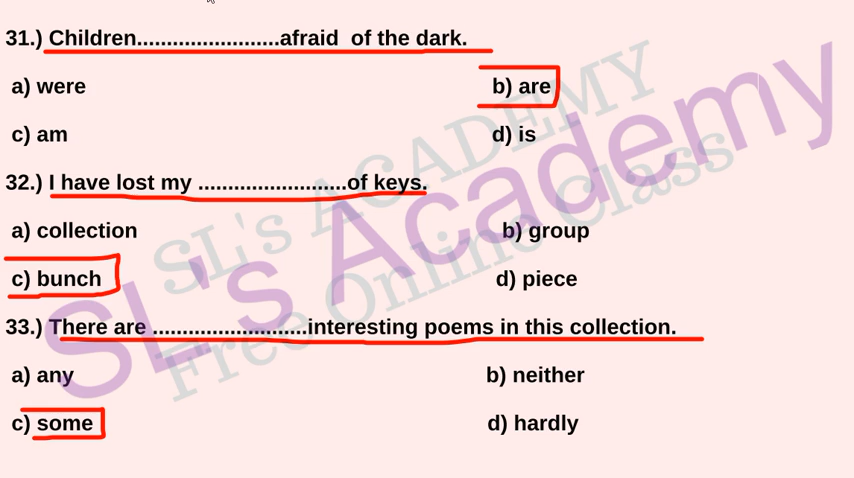 31.) Children........................afraid  of the dark.
a) were b) are
c) am d) is
32.) I have lost my .........................of keys.
a) collection b) group
c) bunch d) piece
33.) There are ..........................interesting poems in this collection.
a) any b) neither
c) some d) hardly
SL's ACADEMY
SL's Academy
Free Online Class